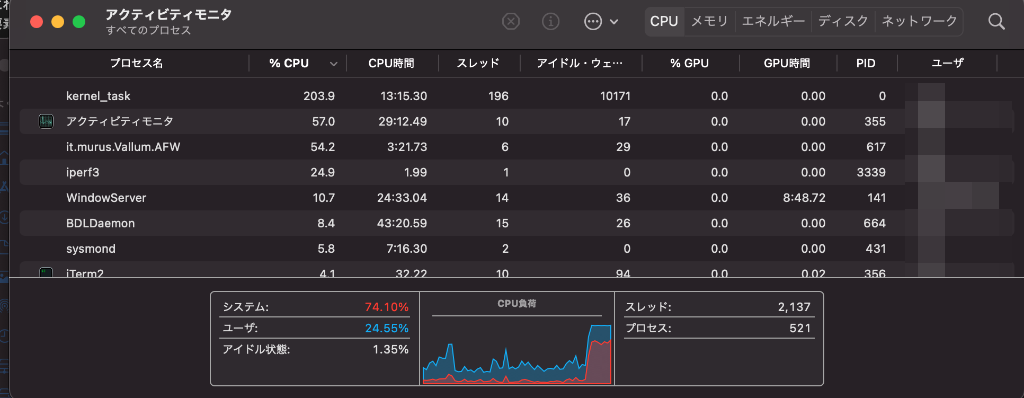 アクティビティモニタ
すべてのプロセス
CPU メモリ エネルギー ディスク ネットワーク
プロセス名 % CPU CPU時間 スレッド アイドル・ウェ… % GPU GPU時間 PID ユーザ
kernel_task 203.9 13:15.30 196 10171 0.0 0.00 0
アクティビティモニタ 57.0 29:12.49 10 17 0.0 0.00 355
it.murus.Vallum.AFW 54.2 3:21.73 6 29 0.0 0.00 617
iperf3 24.9 1.99 1 0 0.0 0.00 3339
WindowServer 10.7 24:33.04 14 36 0.0 8:48.72 141
BDLDaemon 8.4 43:20.59 15 26 0.0 0.00 664
sysmond 5.8 7:16.30 2 0 0.0 0.00 431
iTerm2 4.1 32.22 10 94 0.0 0.02 356
システム: 74.10%
ユーザ: 24.55%
アイドル状態: 1.35%
CPU負荷
スレッド: 2,137
プロセス: 521